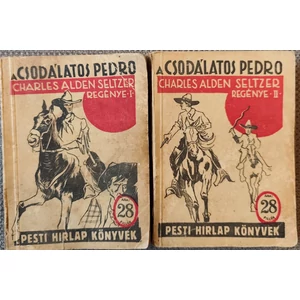 A CSODÁLATOS PEDRO
CHARLES ALDEN SELTZER
REGÉNYE·I·
28
PESTI HIRLAP KÖNYVEK
A CSODÁLATOS PEDRO
CHARLES ALDEN SELTZER
REGÉNYE·II·
28
PESTI HIRLAP KÖNYVEK